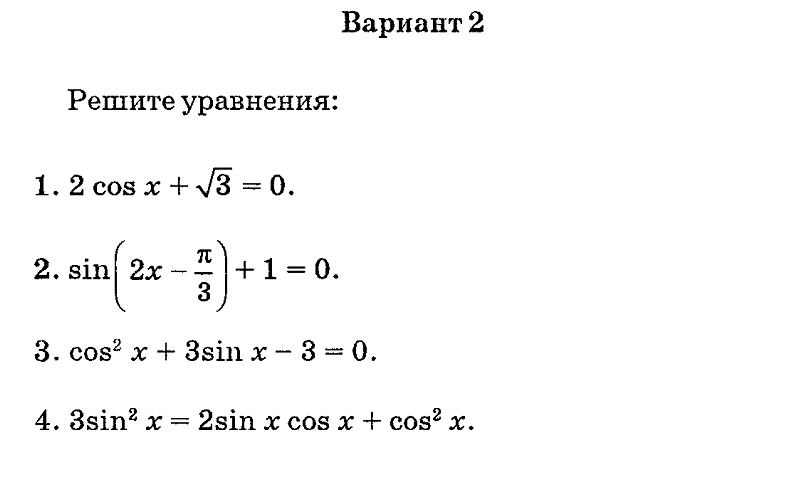 Вариант 2
Решите уравнения:
1. 2 cos x + √3 = 0.
2. sin(2x − π/3) + 1 = 0.
3. cos² x + 3sin x − 3 = 0.
4. 3sin² x = 2sin x cos x + cos² x.